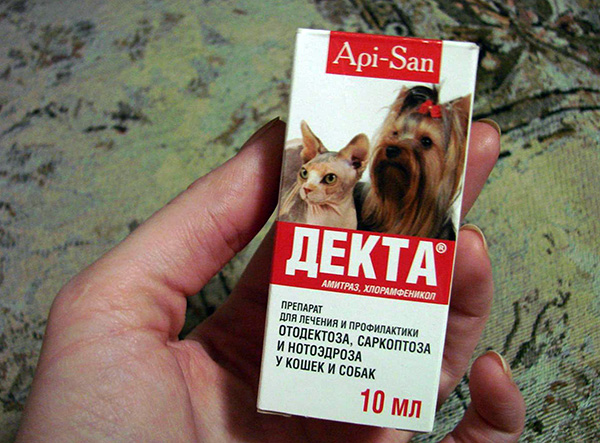 Api-San
ДЕКТА®
АМИТРАЗ, ХЛОРАМФЕНИКОЛ
ПРЕПАРАТ
ДЛЯ ЛЕЧЕНИЯ И ПРОФИЛАКТИКИ
ОТОДЕКТОЗА, САРКОПТОЗА
И НОТОЭДРОЗА
У КОШЕК И СОБАК
10 МЛ